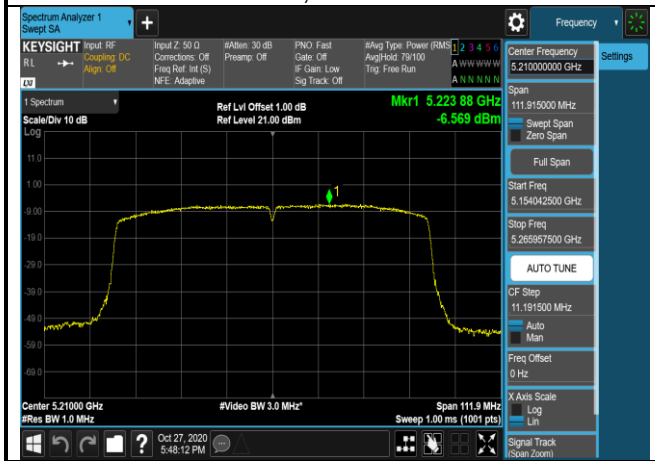 Spectrum Analyzer 1
Swept SA
+
Frequency
KEYSIGHT
Input: RF
Coupling: DC
Align: Off
Input Z: 50 Ω
Corrections: Off
Freq Ref: Int (S)
NFE: Adaptive
#Atten: 30 dB
Preamp: Off
PNO: Fast
Gate: Off
IF Gain: Low
Sig Track: Off
#Avg Type: Power (RMS
Avg|Hold: 79/100
Trig: Free Run
1 2 3 4 5 6
A W W W W W
A N N N N N
R L
LXI
Center Frequency
5.210000000 GHz
Settings
Span
111.915000 MHz
Swept Span
Zero Span
Full Span
Start Freq
5.154042500 GHz
Stop Freq
5.265957500 GHz
AUTO TUNE
CF Step
11.191500 MHz
Auto
Man
Freq Offset
0 Hz
X Axis Scale
Log
Lin
Signal Track
(Span Zoom)
1 Spectrum
Scale/Div 10 dB
Log
Ref Lvl Offset 1.00 dB
Ref Level 21.00 dBm
Mkr1 5.223 88 GHz
-6.569 dBm
11.0
1.00
-9.00
-19.0
-29.0
-39.0
-49.0
-59.0
-69.0
1
Center 5.21000 GHz
#Res BW 1.0 MHz
#Video BW 3.0 MHz*
Span 111.9 MHz
Sweep 1.00 ms (1001 pts)
?
Oct 27, 2020
5:48:12 PM